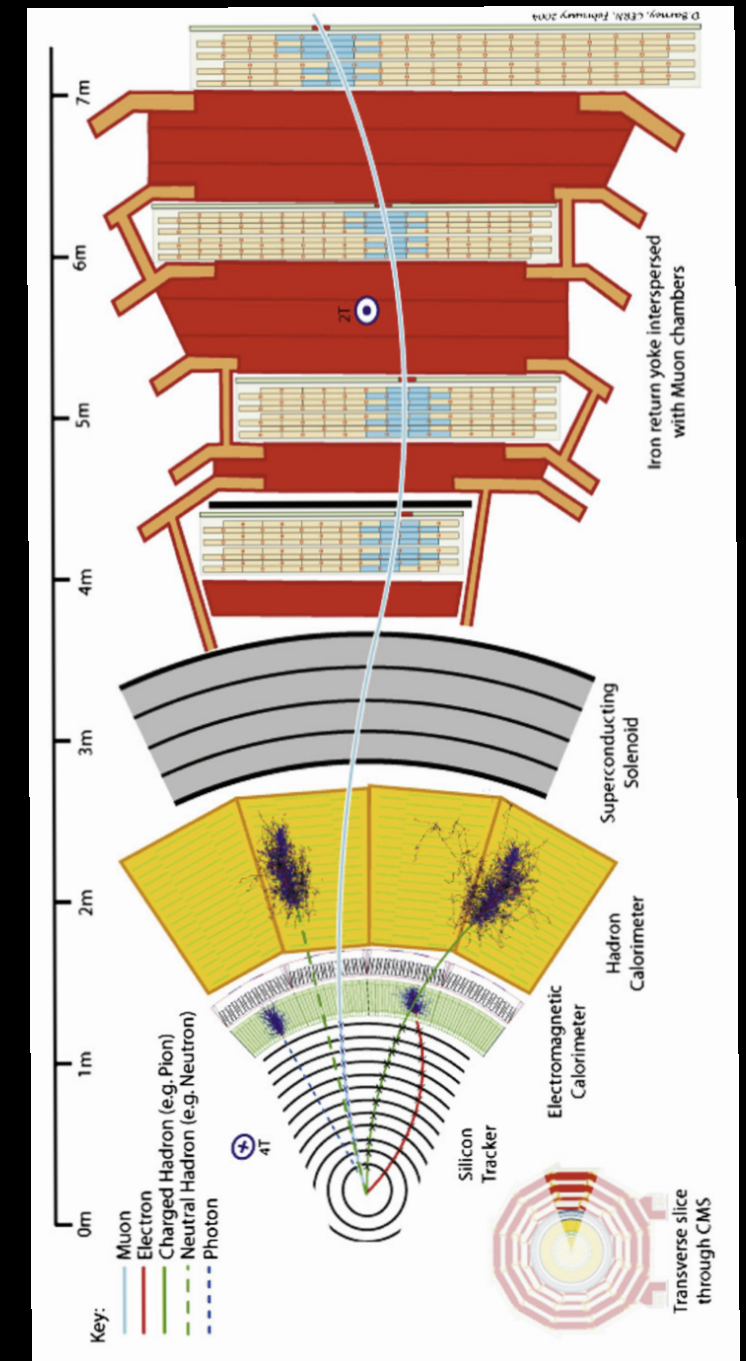 Key:
Muon
Electron
Charged Hadron (e.g. Pion)
Neutral Hadron (e.g. Neutron)
Photon
0m
1m
2m
3m
4m
5m
6m
7m
4T
2T
Silicon
Tracker
Electromagnetic
Calorimeter
Hadron
Calorimeter
Superconducting
Solenoid
Iron return yoke interspersed
with Muon chambers
Transverse slice
through CMS
D Barney, CERN, February 2004